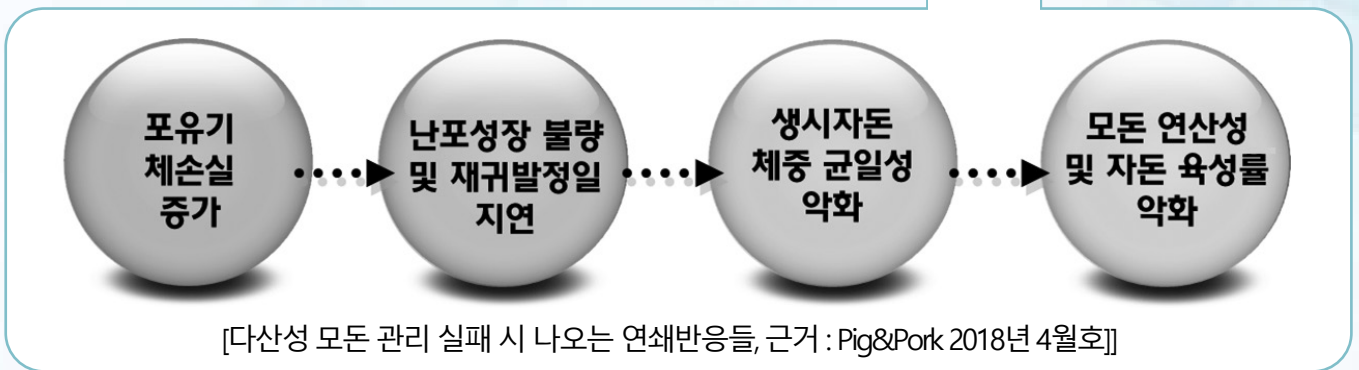 포유기
체손실
증가
난포성장 불량
및 재귀발정일
지연
생시자돈
체중 균일성
악화
모돈 연산성
및 자돈 육성률
악화
[다산성 모돈 관리 실패 시 나오는 연쇄반응들, 근거 : Pig&Pork 2018년 4월호]]